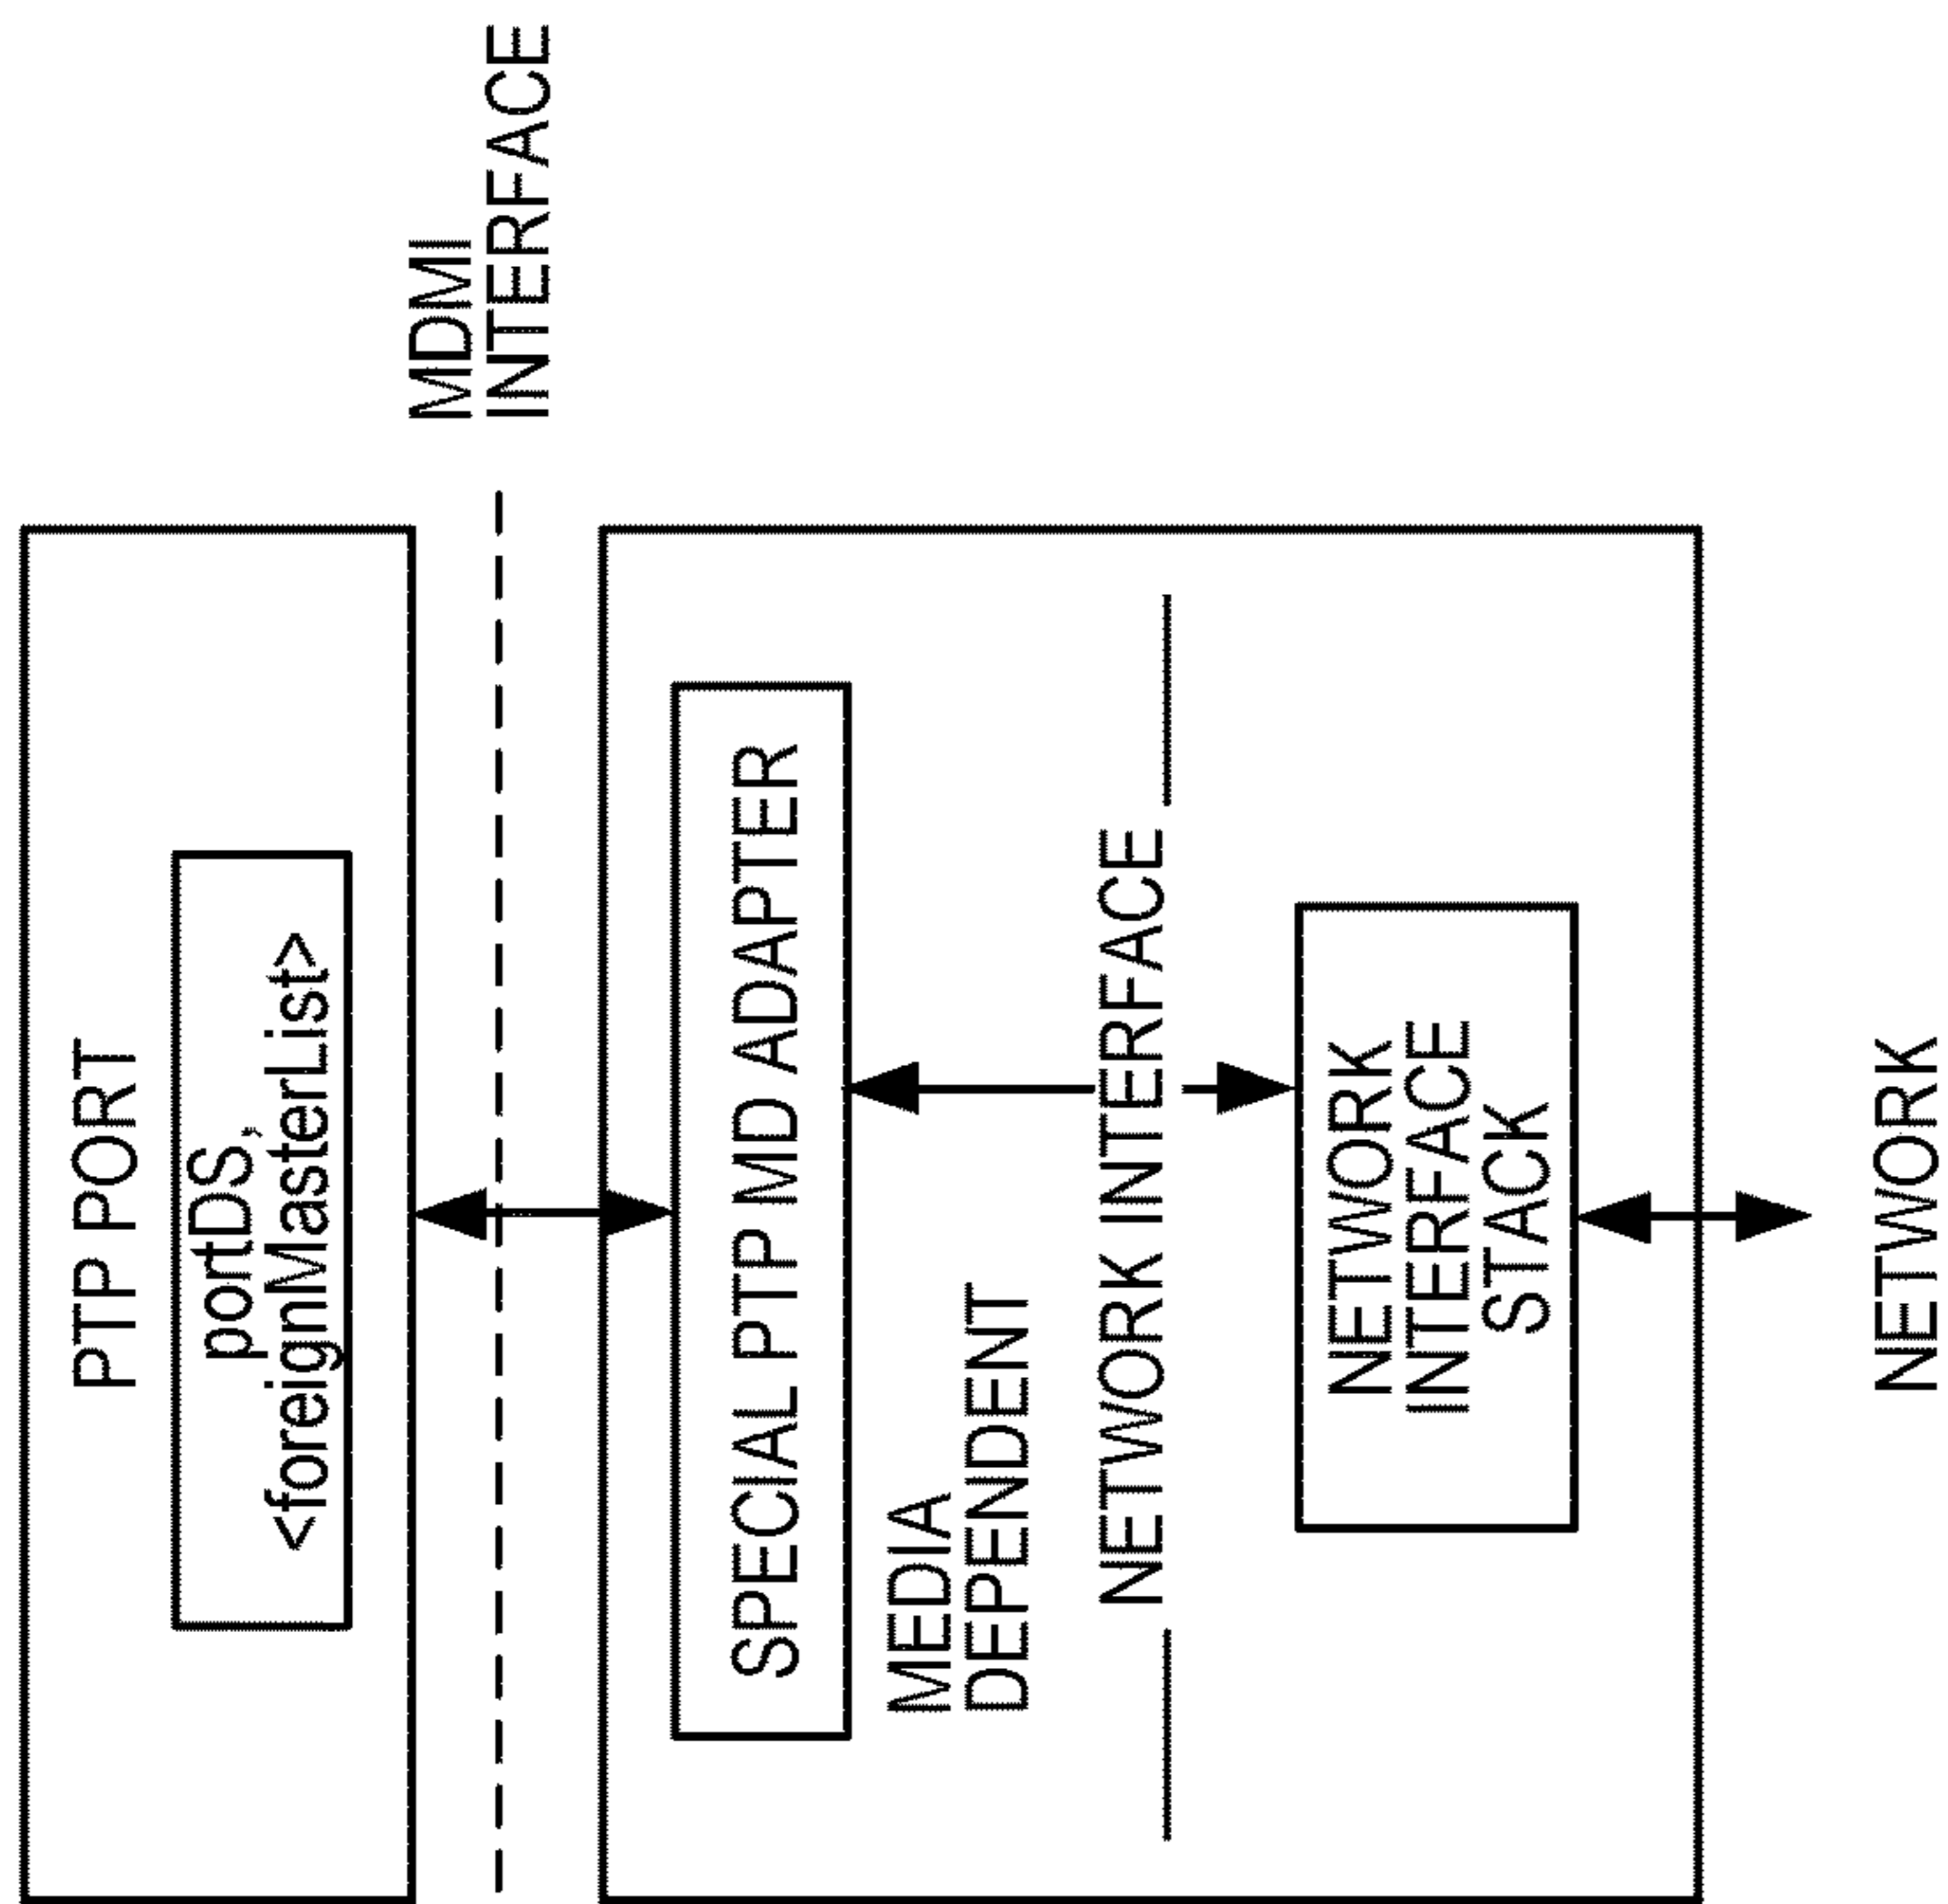 PTP PORT
portDS,
<foreignMasterList>
MDMI
INTERFACE
SPECIAL PTP MD ADAPTER
MEDIA
DEPENDENT
NETWORK INTERFACE
NETWORK
INTERFACE
STACK
NETWORK